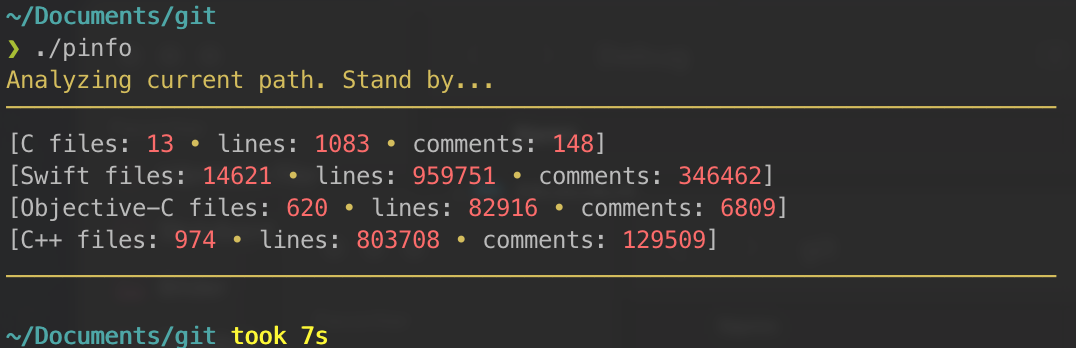 ~/Documents/git
❯ ./pinfo
Analyzing current path. Stand by...
[C files: 13 • lines: 1083 • comments: 148]
[Swift files: 14621 • lines: 959751 • comments: 346462]
[Objective-C files: 620 • lines: 82916 • comments: 6809]
[C++ files: 974 • lines: 803708 • comments: 129509]
~/Documents/git took 7s